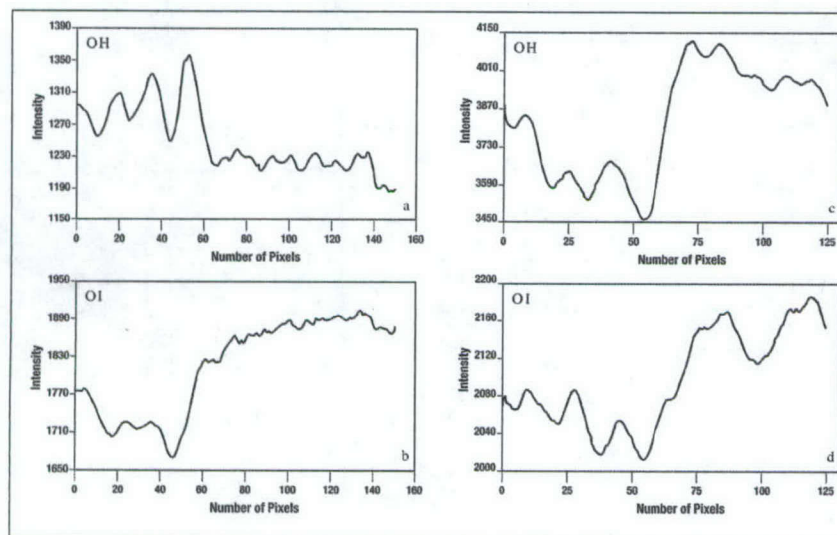 OH
Intensity
1390
1310
1270
1230
1190
1150
0 20 40 60 80 100 120 140 160
Number of Pixels
a
OH
Intensity
4150
4010
3870
3730
3590
3450
0 25 50 75 100 125
Number of Pixels
c
OI
Intensity
1950
1890
1830
1770
1710
1650
0 20 40 60 80 100 120 140 160
Number of Pixels
b
OI
Intensity
2200
2160
2120
2080
2040
2000
0 25 50 75 100 125
Number of Pixels
d